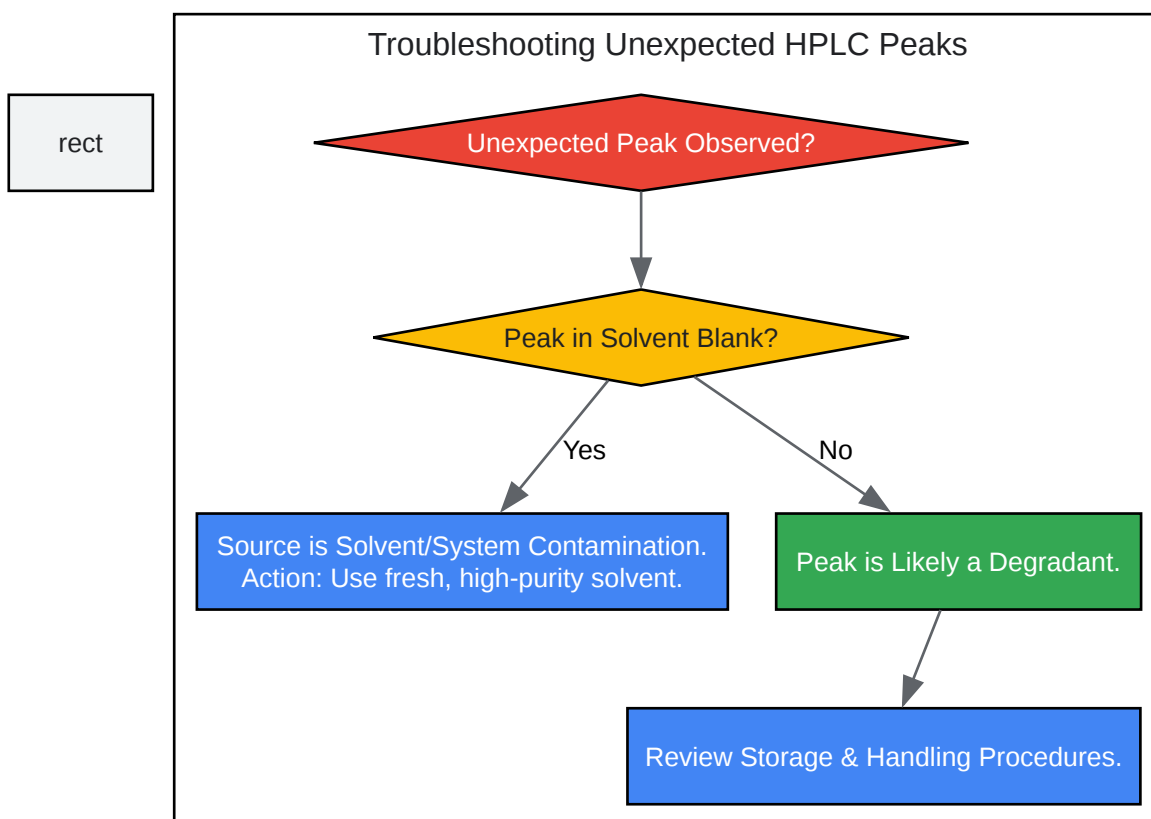 Troubleshooting Unexpected HPLC Peaks
rect
Unexpected Peak Observed?
Peak in Solvent Blank?
Yes
No
Source is Solvent/System Contamination.
Action: Use fresh, high-purity solvent.
Peak is Likely a Degradant.
Review Storage & Handling Procedures.